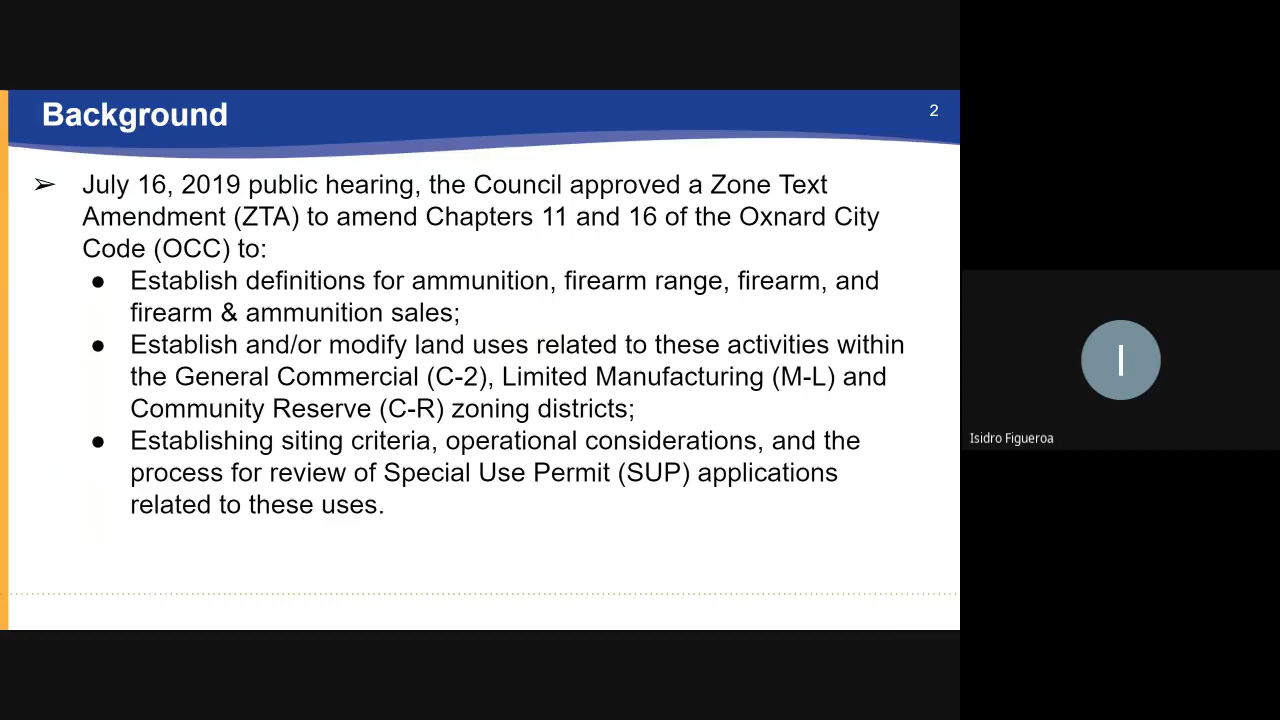 Background
2
➢ July 16, 2019 public hearing, the Council approved a Zone Text
Amendment (ZTA) to amend Chapters 11 and 16 of the Oxnard City
Code (OCC) to:
● Establish definitions for ammunition, firearm range, firearm, and
firearm & ammunition sales;
● Establish and/or modify land uses related to these activities within
the General Commercial (C-2), Limited Manufacturing (M-L) and
Community Reserve (C-R) zoning districts;
● Establishing siting criteria, operational considerations, and the
process for review of Special Use Permit (SUP) applications
related to these uses.
I
Isidro Figueroa